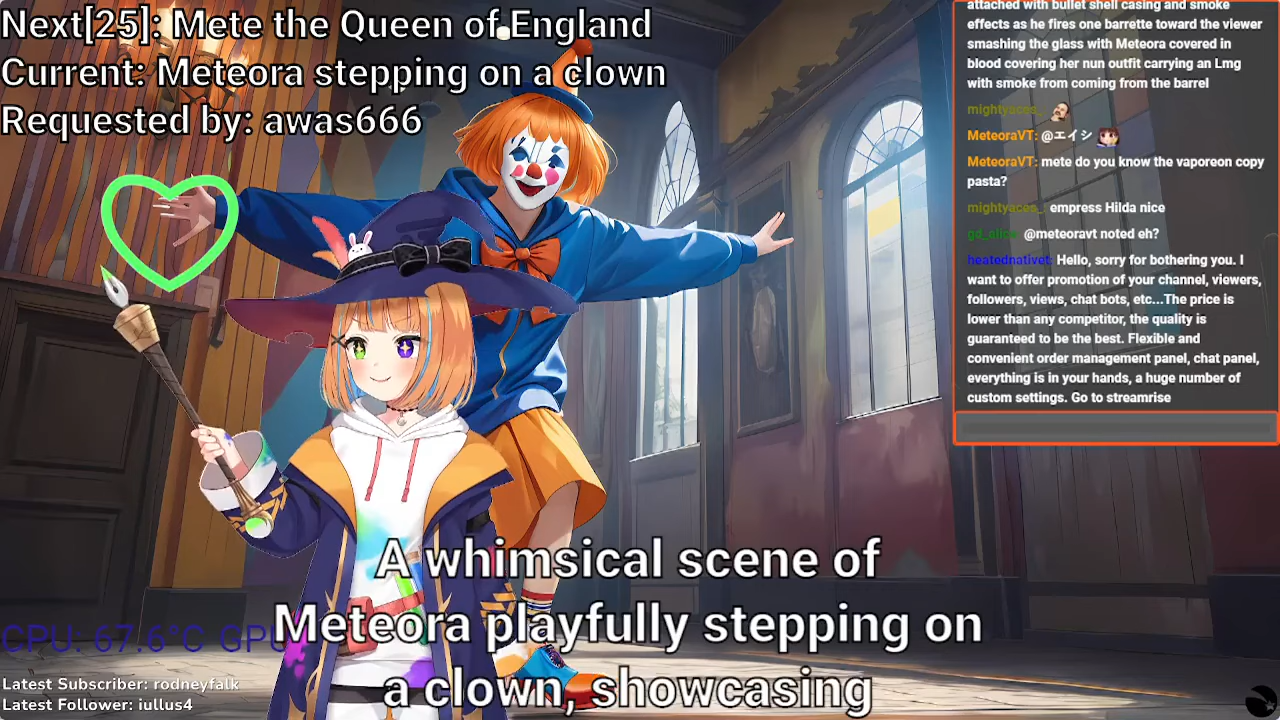 Next[25]: Mete the Queen of England
Current: Meteora stepping on a clown
Requested by: awas666
attached with bullet shell casing and smoke
effects as he fires one barrette toward the viewer
smashing the glass with Meteora covered in
blood covering her nun outfit carrying an Lmg
with smoke from coming from the barrel
mightyaces_:
MeteoraVT: @エイシ
MeteoraVT: mete do you know the vaporeon copy
pasta?
mightyaces_: empress Hilda nice
@meteoravt noted eh?
heatednativet: Hello, sorry for bothering you. I
want to offer promotion of your channel, viewers,
followers, views, chat bots, etc...The price is
lower than any competitor, the quality is
guaranteed to be the best. Flexible and
convenient order management panel, chat panel,
everything is in your hands, a huge number of
custom settings. Go to streamrise
A whimsical scene of
Meteora playfully stepping on
a clown, showcasing
CPU: 67.6°C GPU
Latest Subscriber: rodneyfalk
Latest Follower: iullus4